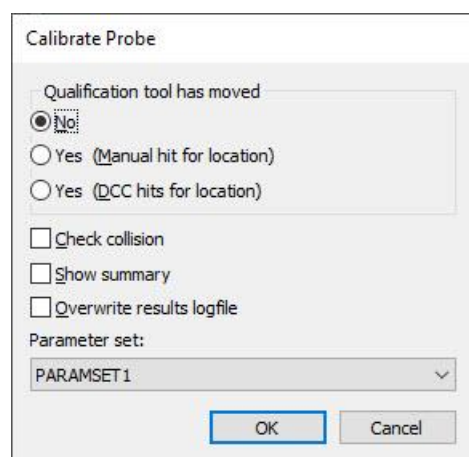 Calibrate Probe
Qualification tool has moved
No
Yes (Manual hit for location)
Yes (DCC hits for location)
Check collision
Show summary
Overwrite results logfile
Parameter set:
PARAMSET1
OK Cancel